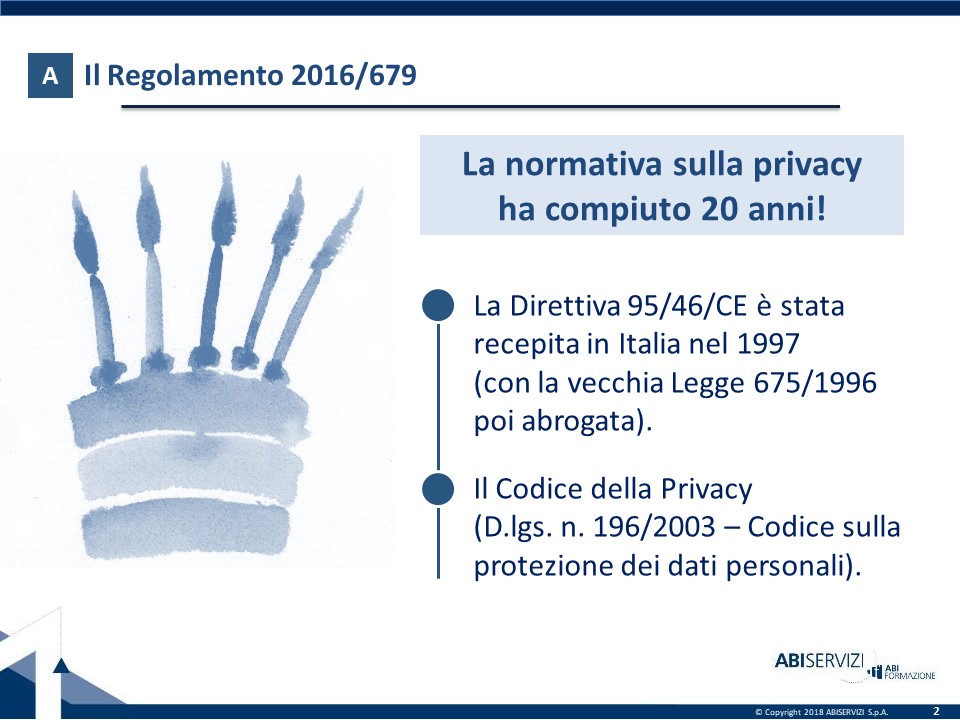 A
Il Regolamento 2016/679
La normativa sulla privacy
ha compiuto 20 anni!
La Direttiva 95/46/CE è stata
recepita in Italia nel 1997
(con la vecchia Legge 675/1996
poi abrogata).
Il Codice della Privacy
(D.lgs. n. 196/2003 – Codice sulla
protezione dei dati personali).
ABISERVIZI
ABI
FORMAZIONE
© Copyright 2018 ABISERVIZI S.p.A.
2